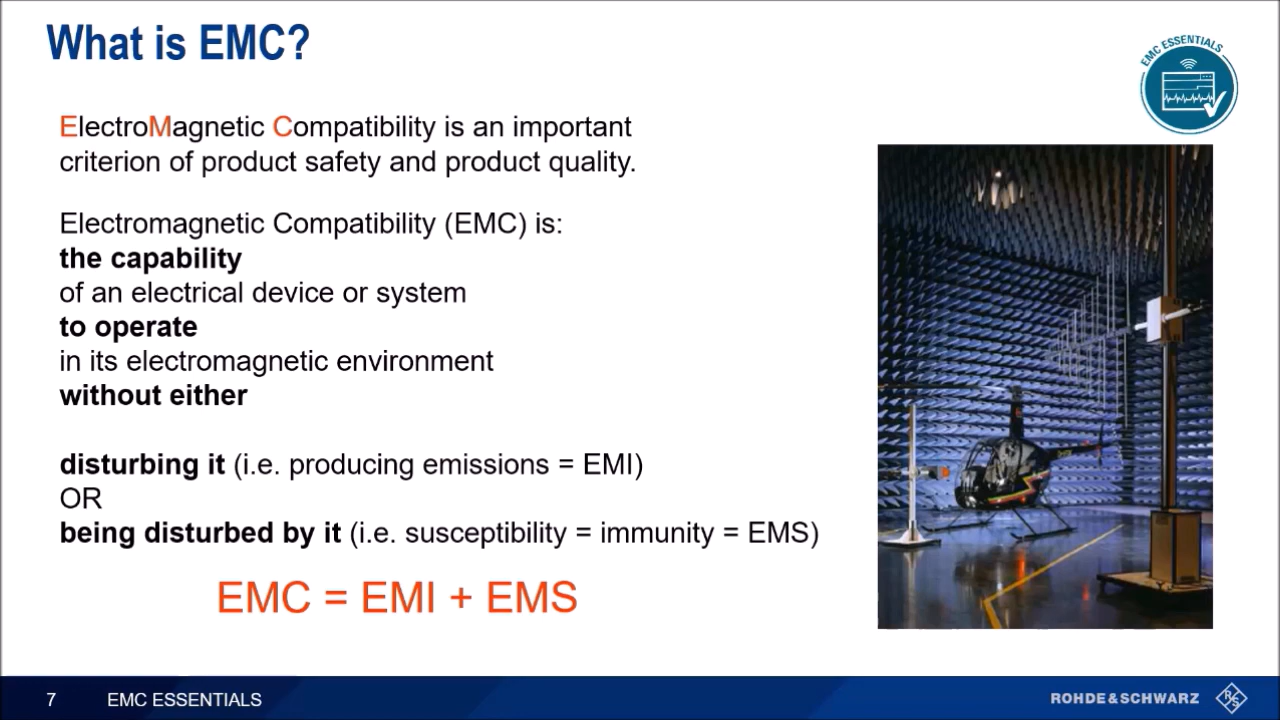 What is EMC?
EMC ESSENTIALS
ElectroMagnetic Compatibility is an important
criterion of product safety and product quality.
Electromagnetic Compatibility (EMC) is:
the capability
of an electrical device or system
to operate
in its electromagnetic environment
without either
disturbing it (i.e. producing emissions = EMI)
OR
being disturbed by it (i.e. susceptibility = immunity = EMS)
EMC = EMI + EMS
7 EMC ESSENTIALS
ROHDE & SCHWARZ
R S